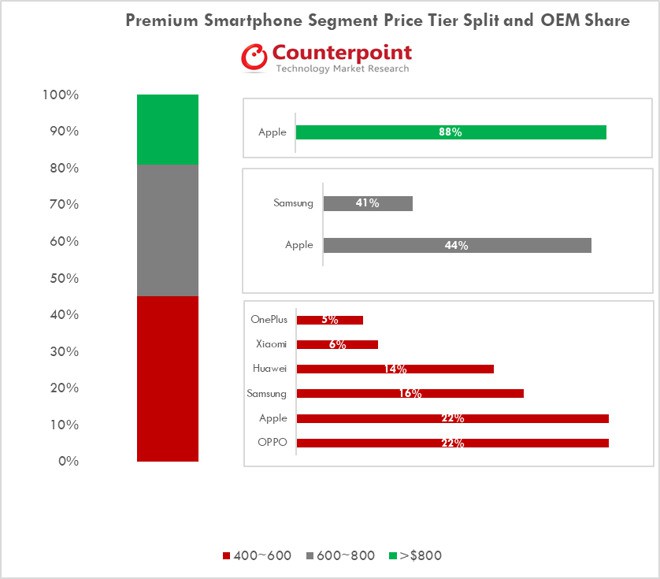 Premium Smartphone Segment Price Tier Split and OEM Share
Counterpoint
Technology Market Research
100%
90%
80%
70%
60%
50%
40%
30%
20%
10%
0%
Apple 88%
Samsung 41%
Apple 44%
OnePlus 5%
Xiaomi 6%
Huawei 14%
Samsung 16%
Apple 22%
OPPO 22%
400~600 600~800 >$800